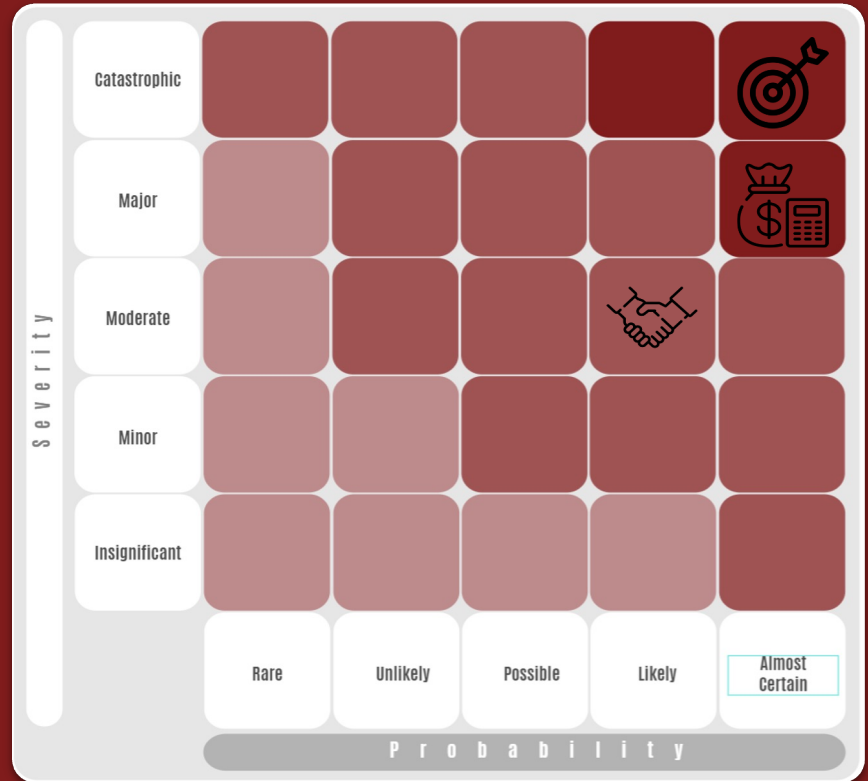 Severity
Catastrophic
Major
Moderate
Minor
Insignificant
Rare
Unlikely
Possible
Likely
Almost
Certain
Probability
$